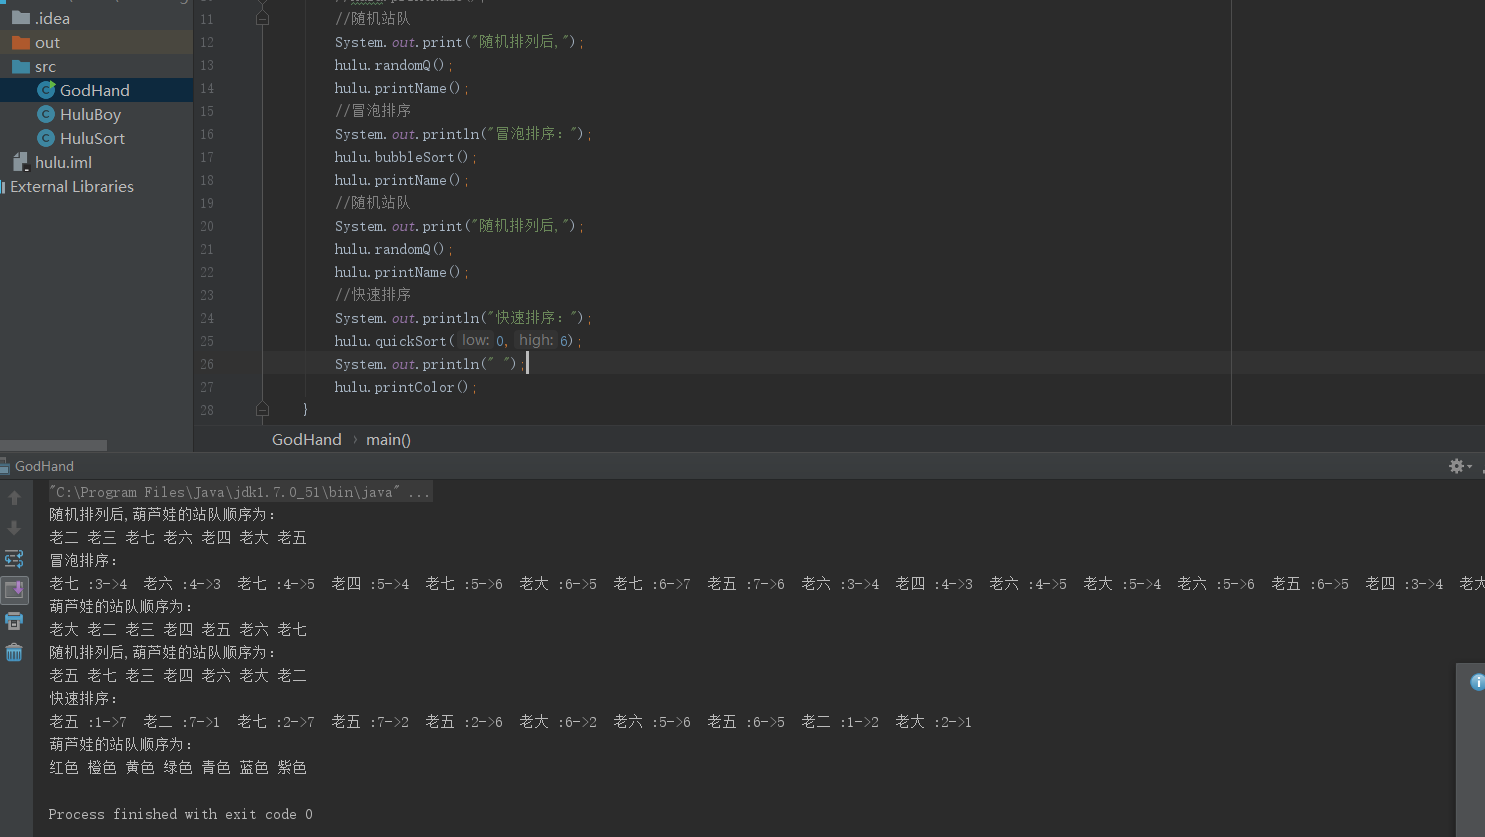 .idea
out
src
GodHand
HuluBoy
HuluSort
hulu.iml
External Libraries
11 //随机站队
12 System.out.print("随机排列后,");
13 hulu.randomQ();
14 hulu.printName();
15 //冒泡排序
16 System.out.println("冒泡排序：");
17 hulu.bubbleSort();
18 hulu.printName();
19 //随机站队
20 System.out.print("随机排列后,");
21 hulu.randomQ();
22 hulu.printName();
23 //快速排序
24 System.out.println("快速排序：");
25 hulu.quickSort( low: 0, high: 6);
26 System.out.println(" ");
27 hulu.printColor();
28 }
GodHand › main()
GodHand
"C:\Program Files\Java\jdk1.7.0_51\bin\java" ...
随机排列后,葫芦娃的站队顺序为：
老二 老三 老七 老六 老四 老大 老五
冒泡排序：
老七 :3->4 老六 :4->3 老七 :4->5 老四 :5->4 老七 :5->6 老大 :6->5 老七 :6->7 老五 :7->6 老六 :3->4 老四 :4->3 老六 :4->5 老大 :5->4 老六 :5->6 老五 :6->5 老四 :3->4 老大
葫芦娃的站队顺序为：
老大 老二 老三 老四 老五 老六 老七
随机排列后,葫芦娃的站队顺序为：
老五 老七 老三 老四 老六 老大 老二
快速排序：
老五 :1->7 老二 :7->1 老七 :2->7 老五 :7->2 老五 :2->6 老大 :6->2 老六 :5->6 老五 :6->5 老二 :1->2 老大 :2->1
葫芦娃的站队顺序为：
红色 橙色 黄色 绿色 青色 蓝色 紫色
Process finished with exit code 0